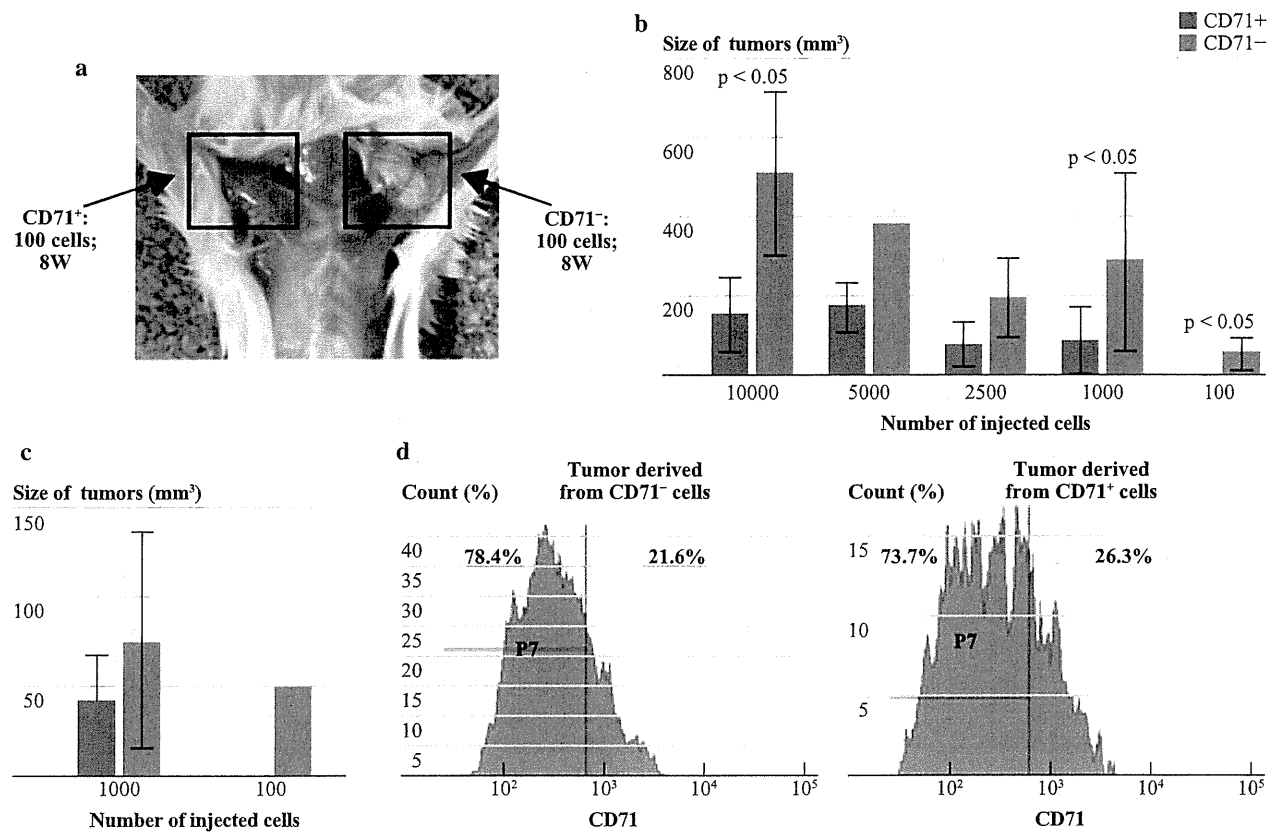 a
CD71⁺:
100 cells;
8W
CD71⁻:
100 cells;
8W
b
CD71+
CD71−
Size of tumors (mm³)
800
600
400
200
p < 0.05
p < 0.05
p < 0.05
10000 5000 2500 1000 100
Number of injected cells
c
Size of tumors (mm³)
150
100
50
1000 100
Number of injected cells
d
Count (%)
Tumor derived
from CD71⁻ cells
40
35
30
25
20
15
10
5
78.4% 21.6%
P7
10² 10³ 10⁴ 10⁵
CD71
Count (%)
Tumor derived
from CD71⁺ cells
15
10
5
73.7% 26.3%
P7
10² 10³ 10⁴ 10⁵
CD71